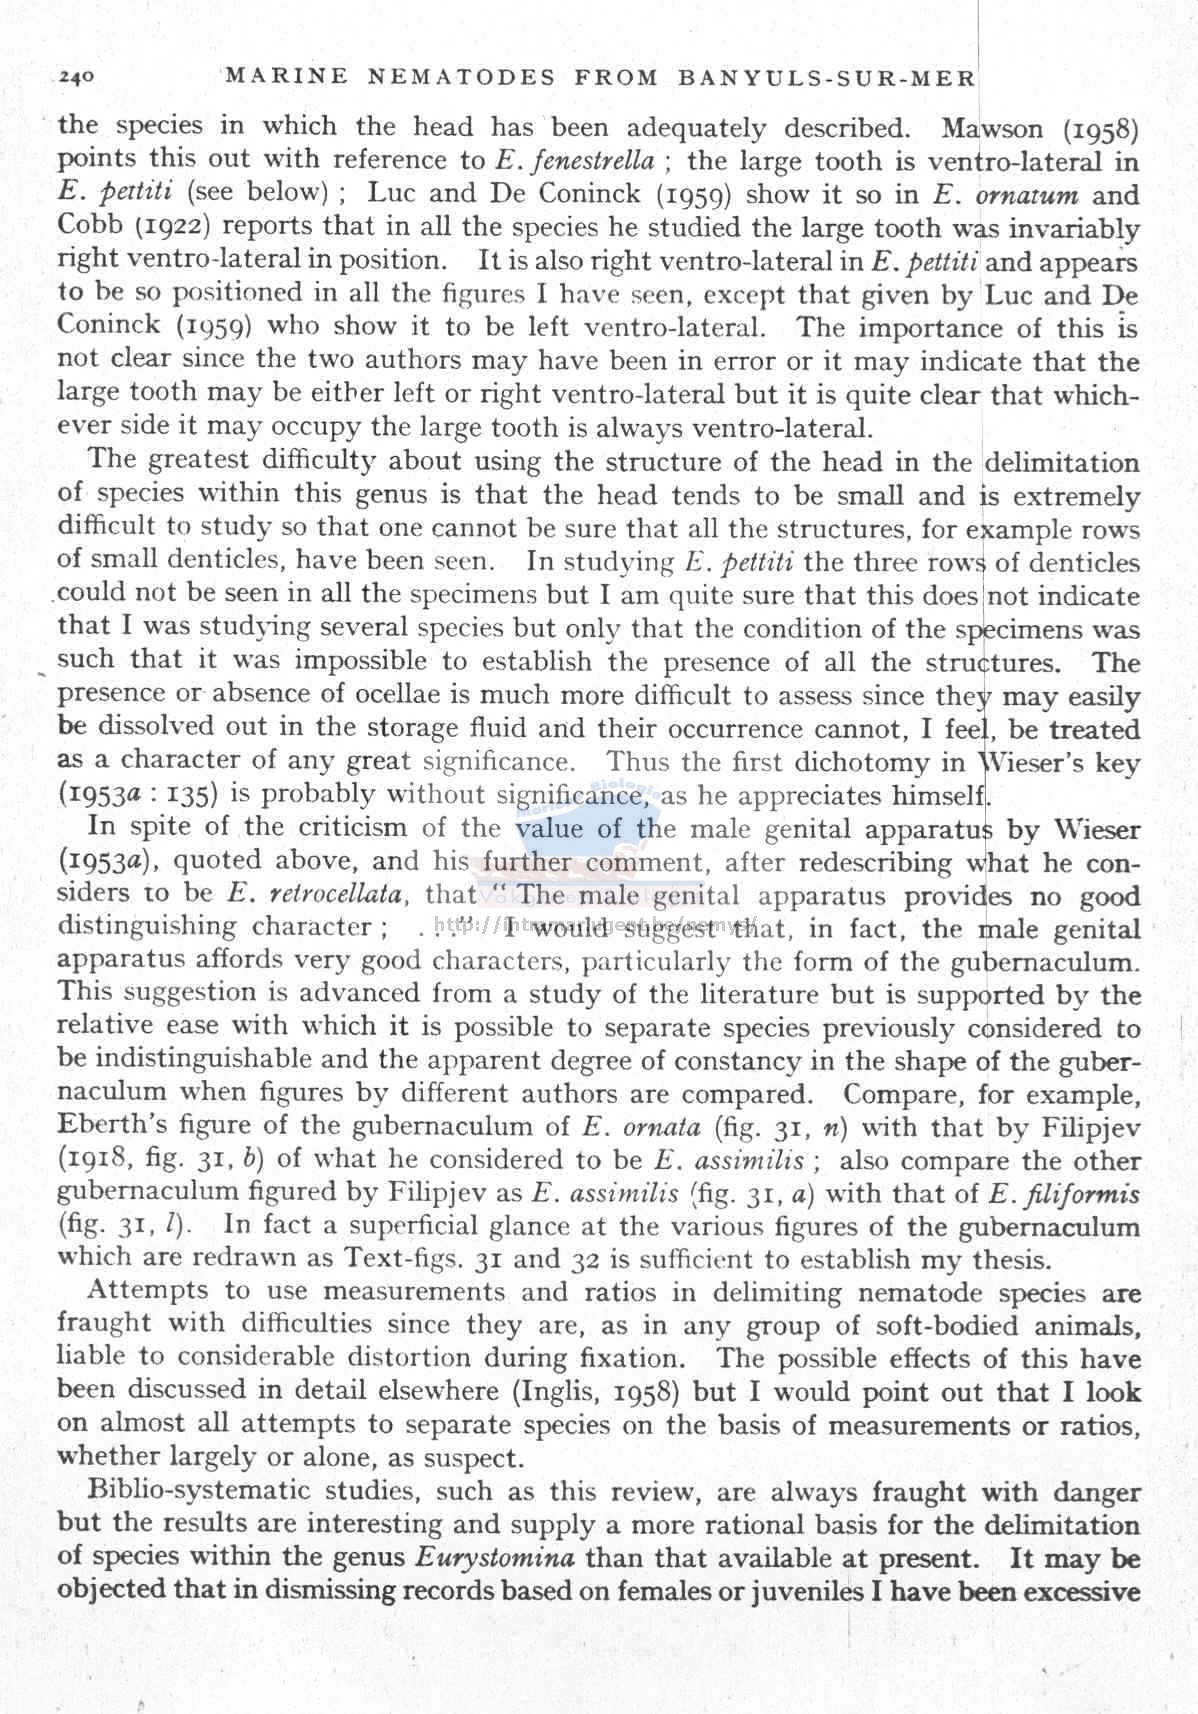 240 MARINE NEMATODES FROM BANYULS-SUR-MER
the species in which the head has been adequately described. Mawson (1958)
points this out with reference to E. fenestrella ; the large tooth is ventro-lateral in
E. pettiti (see below) ; Luc and De Coninck (1959) show it so in E. ornatum and
Cobb (1922) reports that in all the species he studied the large tooth was invariably
right ventro-lateral in position. It is also right ventro-lateral in E. pettiti and appears
to be so positioned in all the figures I have seen, except that given by Luc and De
Coninck (1959) who show it to be left ventro-lateral. The importance of this is
not clear since the two authors may have been in error or it may indicate that the
large tooth may be either left or right ventro-lateral but it is quite clear that which-
ever side it may occupy the large tooth is always ventro-lateral.
The greatest difficulty about using the structure of the head in the delimitation
of species within this genus is that the head tends to be small and is extremely
difficult to study so that one cannot be sure that all the structures, for example rows
of small denticles, have been seen. In studying E. pettiti the three rows of denticles
could not be seen in all the specimens but I am quite sure that this does not indicate
that I was studying several species but only that the condition of the specimens was
such that it was impossible to establish the presence of all the structures. The
presence or absence of ocellae is much more difficult to assess since they may easily
be dissolved out in the storage fluid and their occurrence cannot, I feel, be treated
as a character of any great significance. Thus the first dichotomy in Wieser's key
(1953a : 135) is probably without significance, as he appreciates himself.
In spite of the criticism of the value of the male genital apparatus by Wieser
(1953a), quoted above, and his further comment, after redescribing what he con-
siders to be E. retrocellata, that “ The male genital apparatus provides no good
distinguishing character ; . . .” I would suggest that, in fact, the male genital
apparatus affords very good characters, particularly the form of the gubernaculum.
This suggestion is advanced from a study of the literature but is supported by the
relative ease with which it is possible to separate species previously considered to
be indistinguishable and the apparent degree of constancy in the shape of the guber-
naculum when figures by different authors are compared. Compare, for example,
Eberth's figure of the gubernaculum of E. ornata (fig. 31, n) with that by Filipjev
(1918, fig. 31, b) of what he considered to be E. assimilis ; also compare the other
gubernaculum figured by Filipjev as E. assimilis (fig. 31, a) with that of E. filiformis
(fig. 31, l). In fact a superficial glance at the various figures of the gubernaculum
which are redrawn as Text-figs. 31 and 32 is sufficient to establish my thesis.
Attempts to use measurements and ratios in delimiting nematode species are
fraught with difficulties since they are, as in any group of soft-bodied animals,
liable to considerable distortion during fixation. The possible effects of this have
been discussed in detail elsewhere (Inglis, 1958) but I would point out that I look
on almost all attempts to separate species on the basis of measurements or ratios,
whether largely or alone, as suspect.
Biblio-systematic studies, such as this review, are always fraught with danger
but the results are interesting and supply a more rational basis for the delimitation
of species within the genus Eurystomina than that available at present. It may be
objected that in dismissing records based on females or juveniles I have been excessive